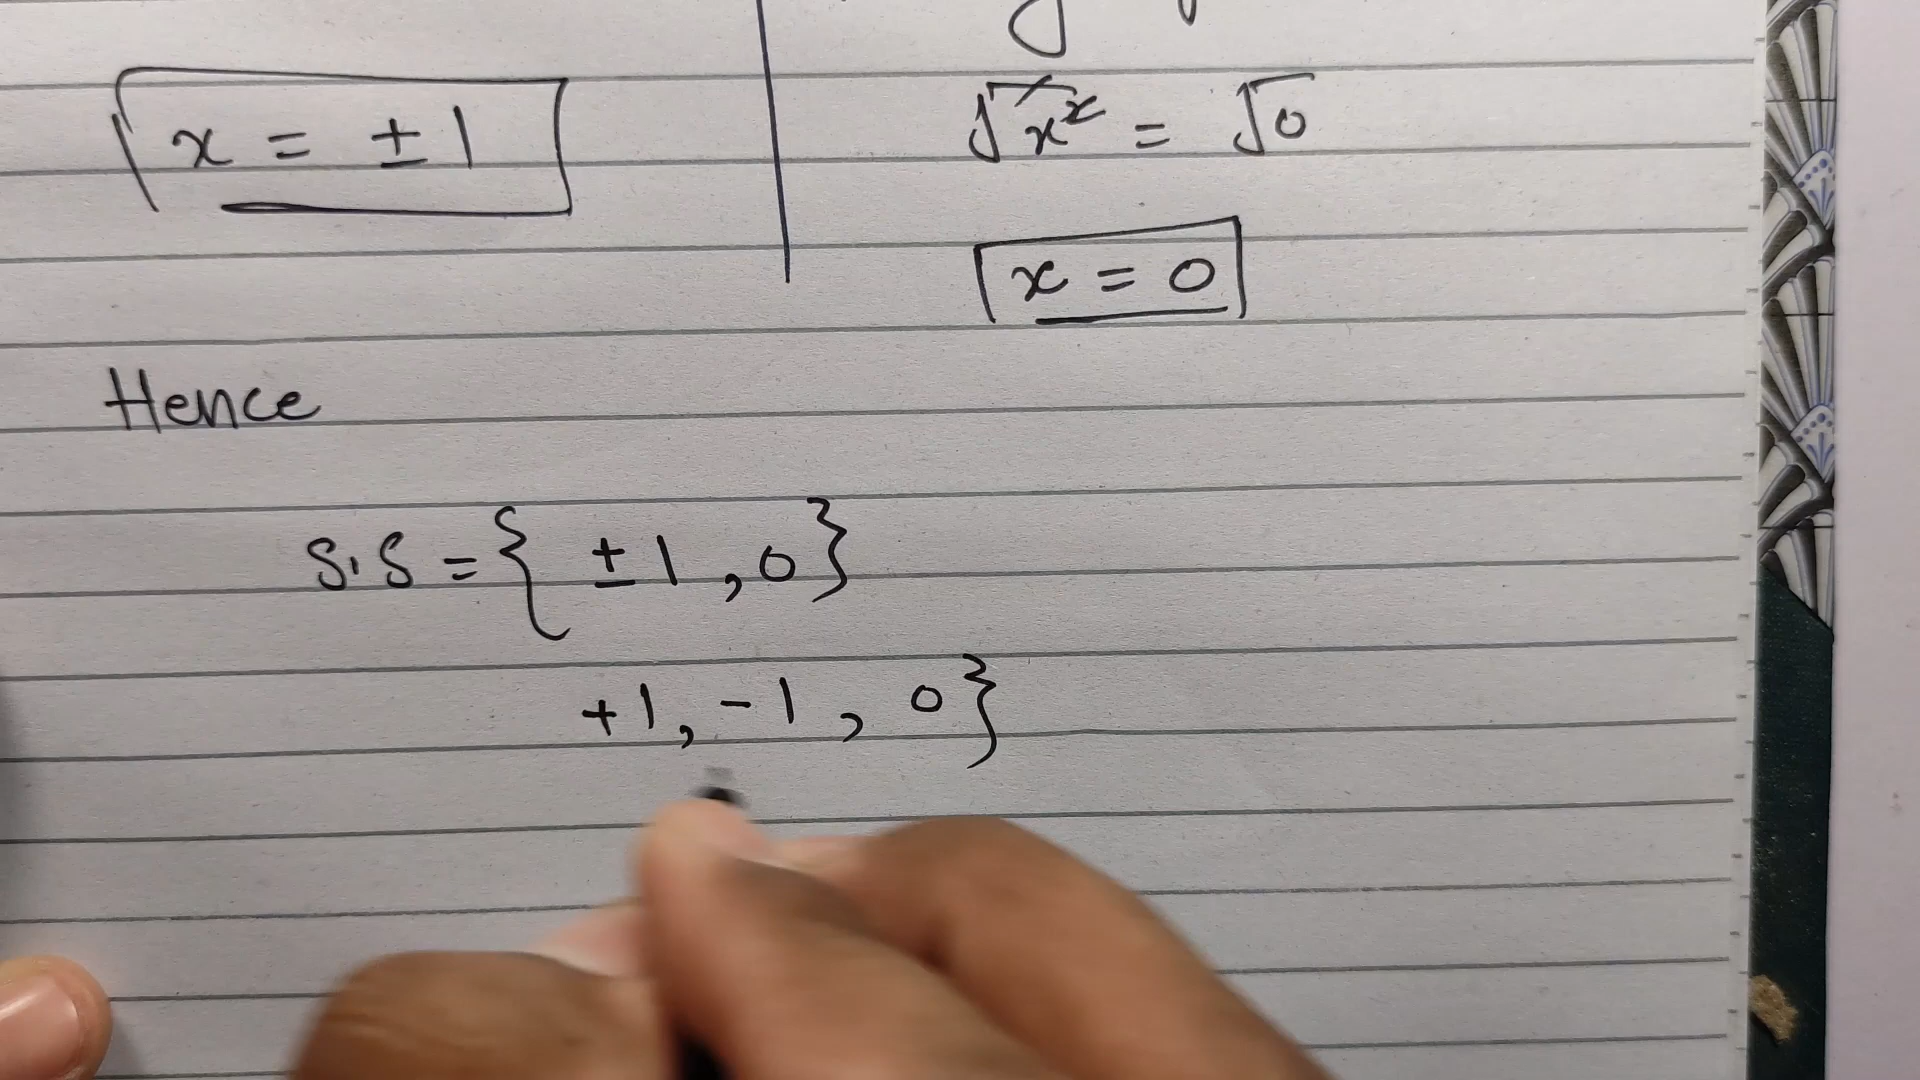 x = ± 1
√x² = √0
x = 0
Hence
S.S = { ± 1 , 0 }
+1, -1, 0 }